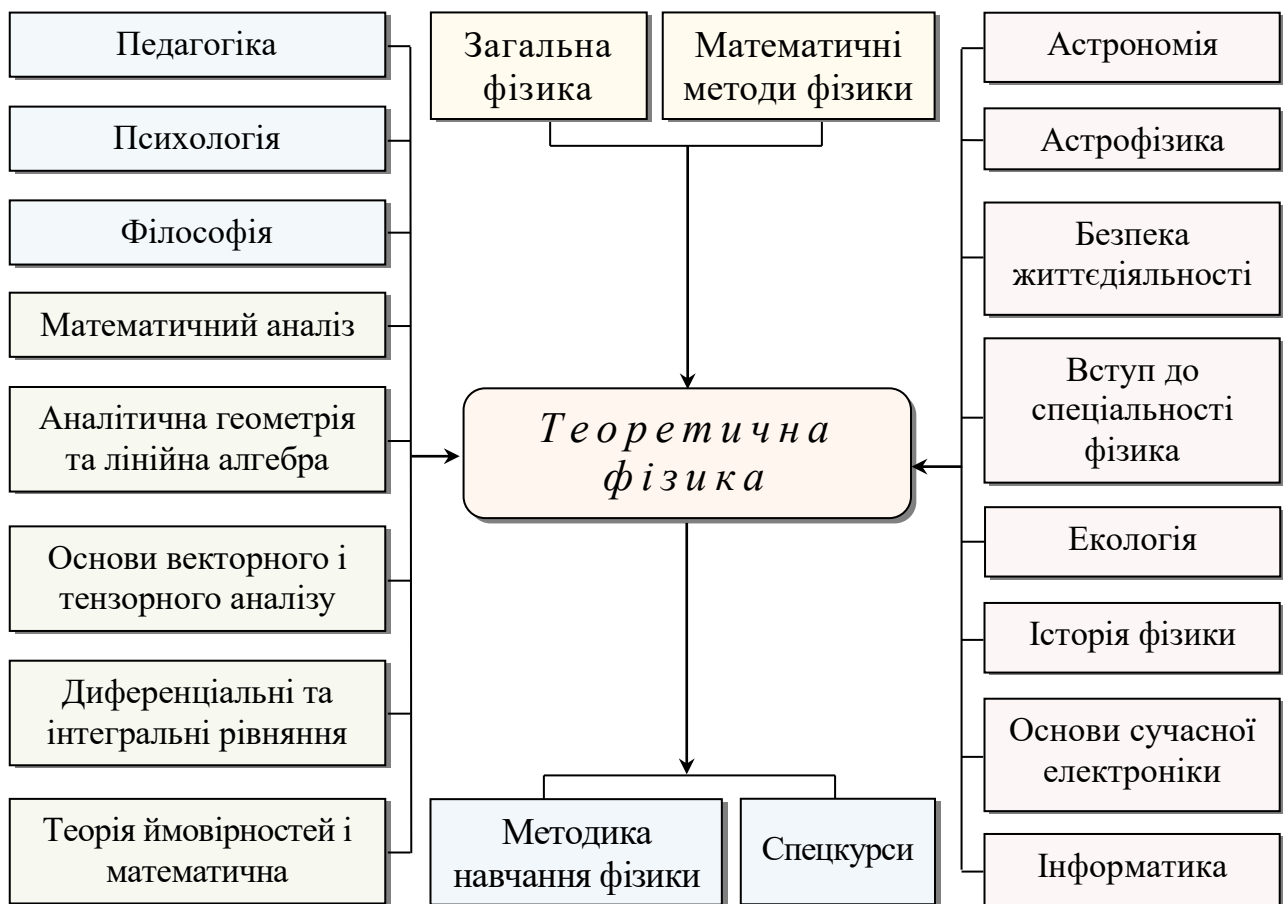 Педагогіка
Психологія
Філософія
Математичний аналіз
Аналітична геометрія
та лінійна алгебра
Основи векторного і
тензорного аналізу
Диференціальні та
інтегральні рівняння
Теорія ймовірностей і
математична
Загальна
фізика
Математичні
методи фізики
Теоретична
фізика
Методика
навчання фізики
Спецкурси
Астрономія
Астрофізика
Безпека
життєдіяльності
Вступ до
спеціальності
фізика
Екологія
Історія фізики
Основи сучасної
електроніки
Інформатика